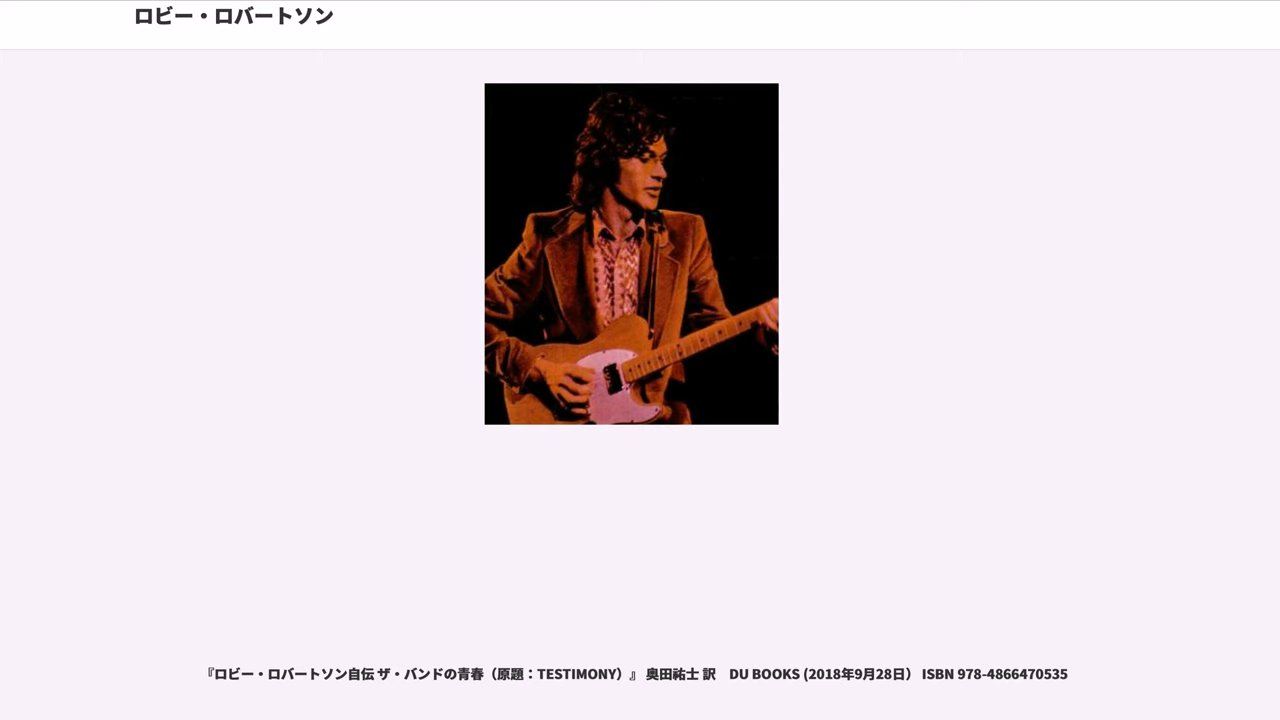 ロビー・ロバートソン
『ロビー・ロバートソン自伝 ザ・バンドの青春（原題：TESTIMONY）』 奥田祐士 訳　DU BOOKS (2018年9月28日） ISBN 978-4866470535